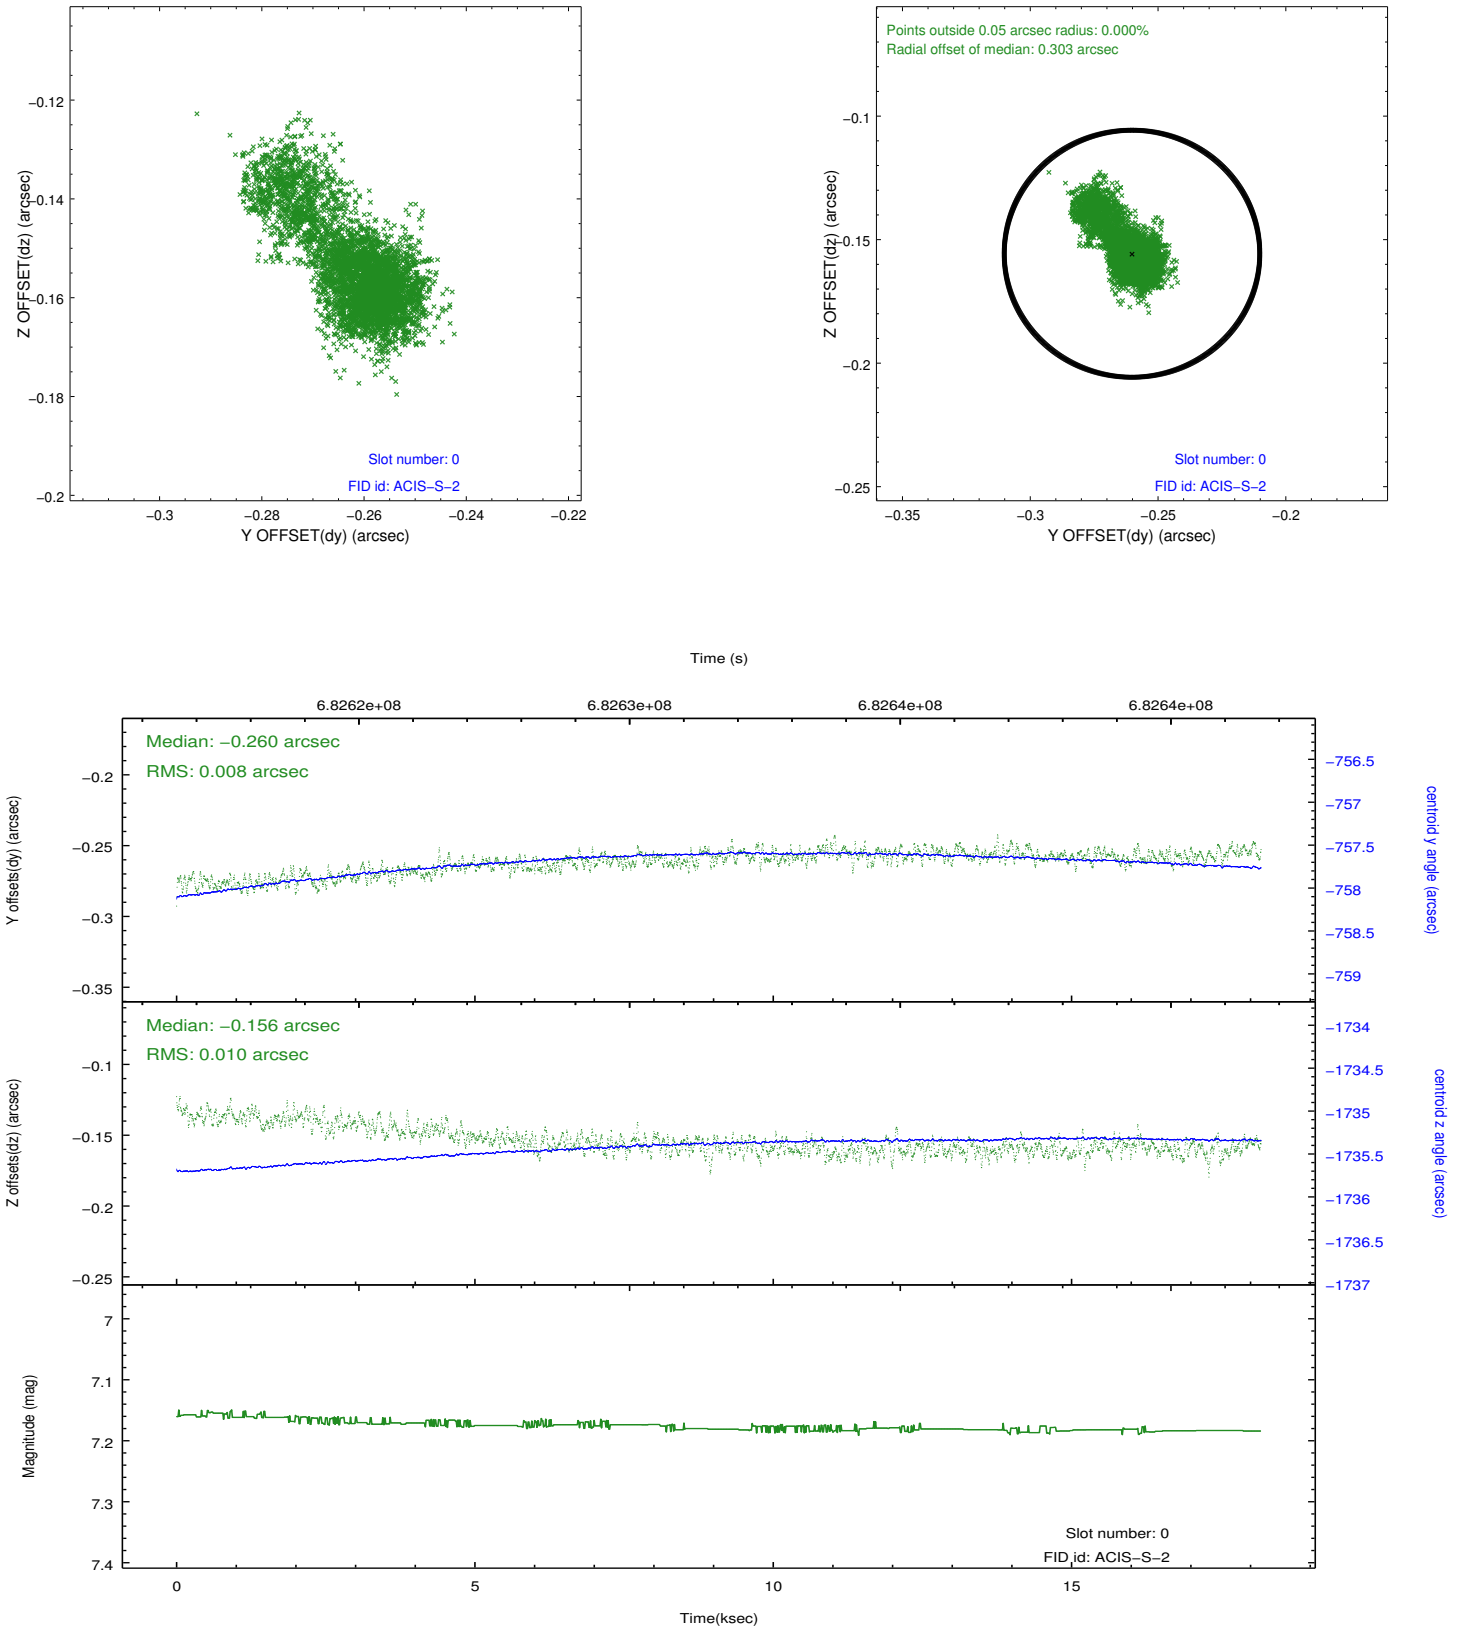 −0.12
−0.14
−0.16
−0.18
−0.2
Z OFFSET(dz) (arcsec)
Slot number: 0
FID id: ACIS−S−2
−0.3
−0.28
−0.26
−0.24
−0.22
Y OFFSET(dy) (arcsec)
Points outside 0.05 arcsec radius: 0.000%
Radial offset of median: 0.303 arcsec
−0.1
−0.15
−0.2
−0.25
Z OFFSET(dz) (arcsec)
Slot number: 0
FID id: ACIS−S−2
−0.35
−0.3
−0.25
−0.2
Y OFFSET(dy) (arcsec)
Time (s)
6.8262e+08
6.8263e+08
6.8264e+08
6.8264e+08
Median: −0.260 arcsec
RMS: 0.008 arcsec
−0.2
−0.25
−0.3
−0.35
Y offsets(dy) (arcsec)
−756.5
−757
−757.5
−758
−758.5
−759
centroid y angle (arcsec)
Median: −0.156 arcsec
RMS: 0.010 arcsec
−0.1
−0.15
−0.2
−0.25
Z offsets(dz) (arcsec)
−1734
−1734.5
−1735
−1735.5
−1736
−1736.5
−1737
centroid z angle (arcsec)
7
7.1
7.2
7.3
7.4
Magnitude (mag)
Slot number: 0
FID id: ACIS−S−2
0
5
10
15
Time(ksec)